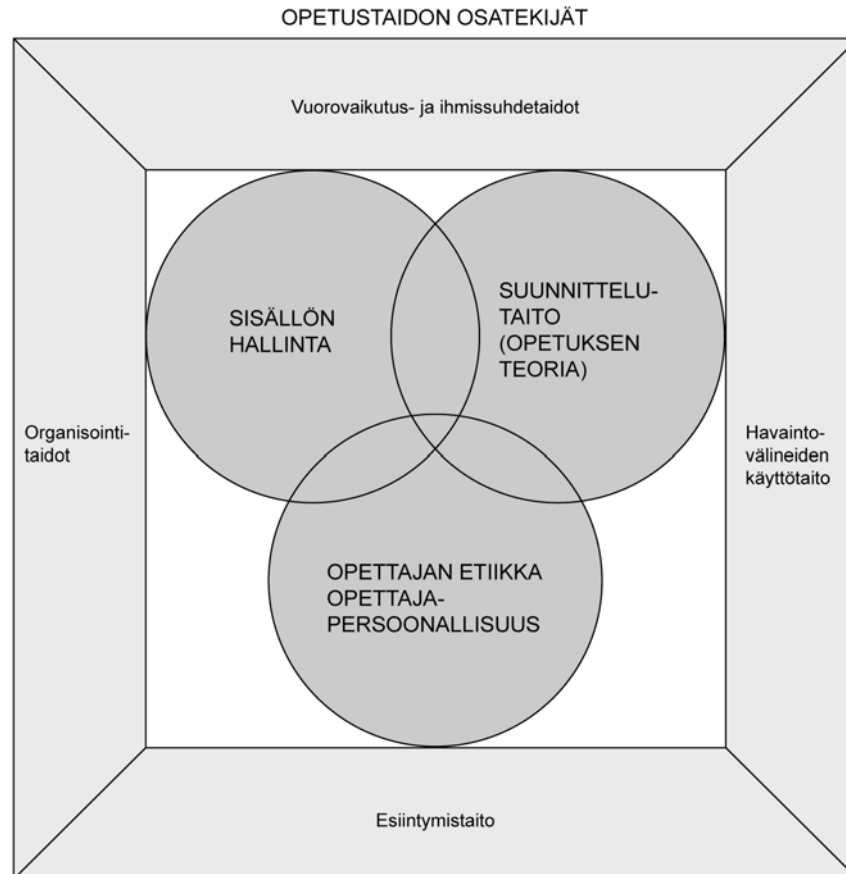 OPETUSTAIDON OSATEKIJÄT
Vuorovaikutus- ja ihmissuhdetaidot
SISÄLLÖN
HALLINTA
SUUNNITTELU-
TAITO
(OPETUKSEN
TEORIA)
Organisointi-
taidot
Havainto-
välineiden
käyttötaito
OPETTAJAN ETIIKKA
OPETTAJA-
PERSOONALLISUUS
Esiintymistaito